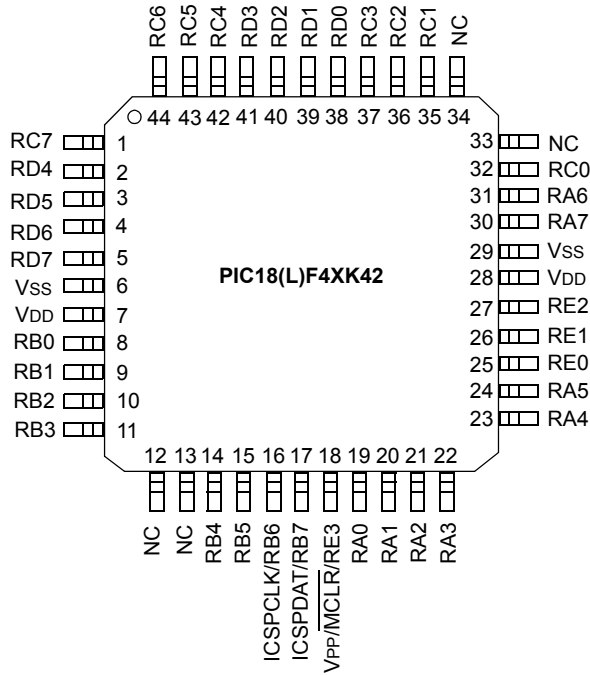 RC6 RC5 RC4 RD3 RD2 RD1 RD0 RC3 RC2 RC1 NC
44 43 42 41 40 39 38 37 36 35 34
RC7 1
RD4 2
RD5 3
RD6 4
RD7 5
VSS 6
VDD 7
RB0 8
RB1 9
RB2 10
RB3 11
PIC18(L)F4XK42
33 NC
32 RC0
31 RA6
30 RA7
29 VSS
28 VDD
27 RE2
26 RE1
25 RE0
24 RA5
23 RA4
12 13 14 15 16 17 18 19 20 21 22
NC NC RB4 RB5 ICSPCLK/RB6 ICSPDAT/RB7 VPP/MCLR/RE3 RA0 RA1 RA2 RA3